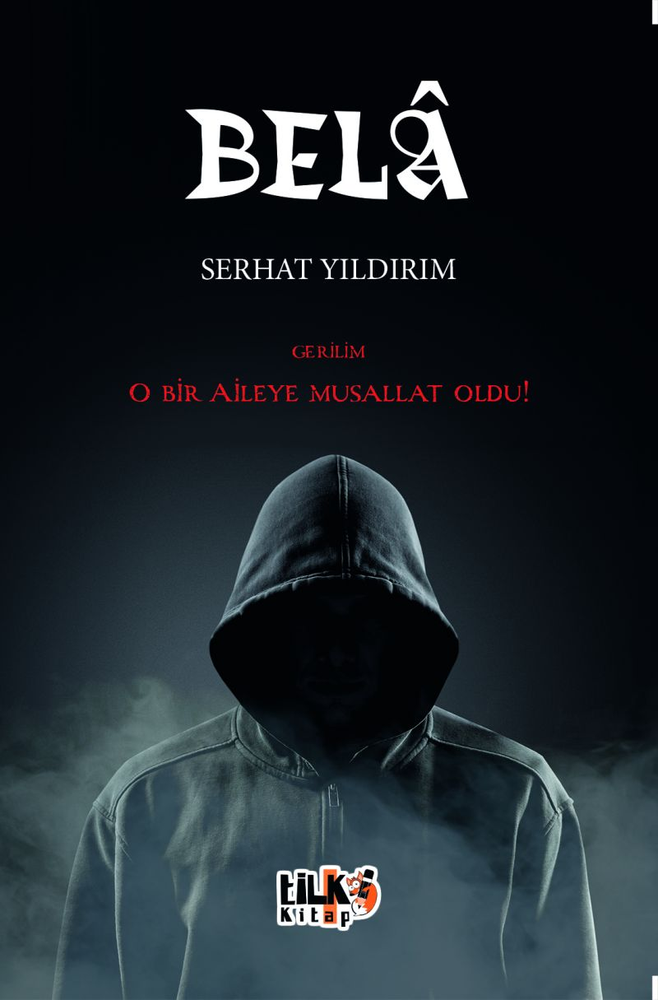 BELÂ
SERHAT YILDIRIM
GERİLİM
O BİR AİLEYE MUSALLAT OLDU!
tiLKİ
Kitap